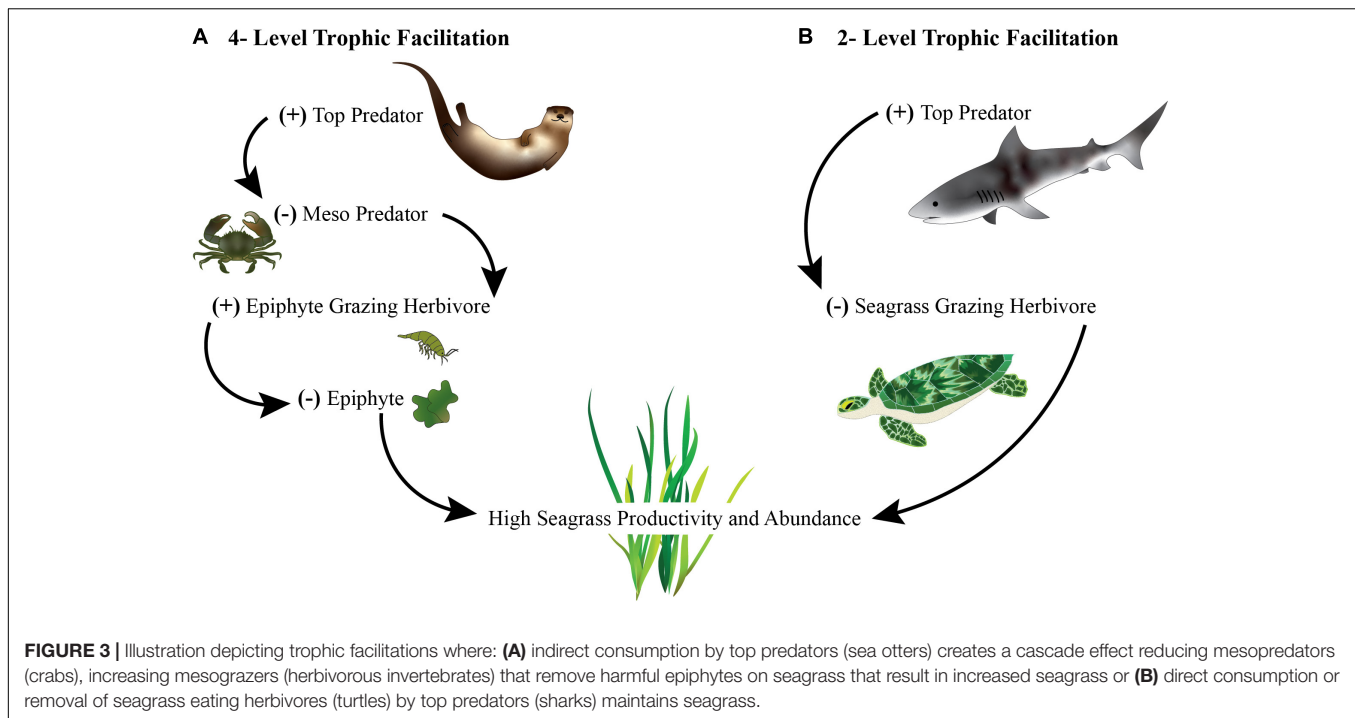 A 4- Level Trophic Facilitation
(+) Top Predator
(-) Meso Predator
(+) Epiphyte Grazing Herbivore
(-) Epiphyte
B 2-Level Trophic Facilitation
(+) Top Predator
(-) Seagrass Grazing Herbivore
High Seagrass Productivity and Abundance
FIGURE 3 | Illustration depicting trophic facilitations where: (A) indirect consumption by top predators (sea otters) creates a cascade effect reducing mesopredators
(crabs), increasing mesograzers (herbivorous invertebrates) that remove harmful epiphytes on seagrass that result in increased seagrass or (B) direct consumption or
removal of seagrass eating herbivores (turtles) by top predators (sharks) maintains seagrass.